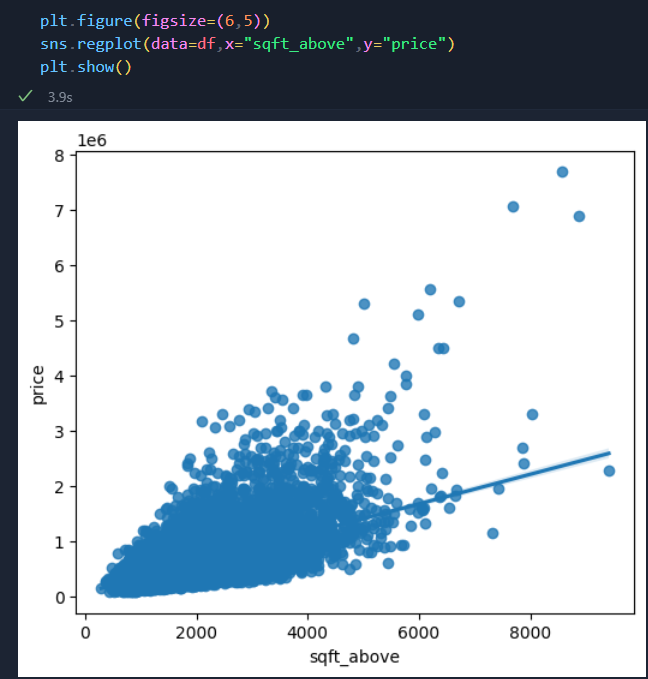 plt.figure(figsize=(6,5))
sns.regplot(data=df,x="sqft_above",y="price")
plt.show()
3.9s
1e6
8
7
6
5
4
3
2
1
0
price
0 2000 4000 6000 8000
sqft_above